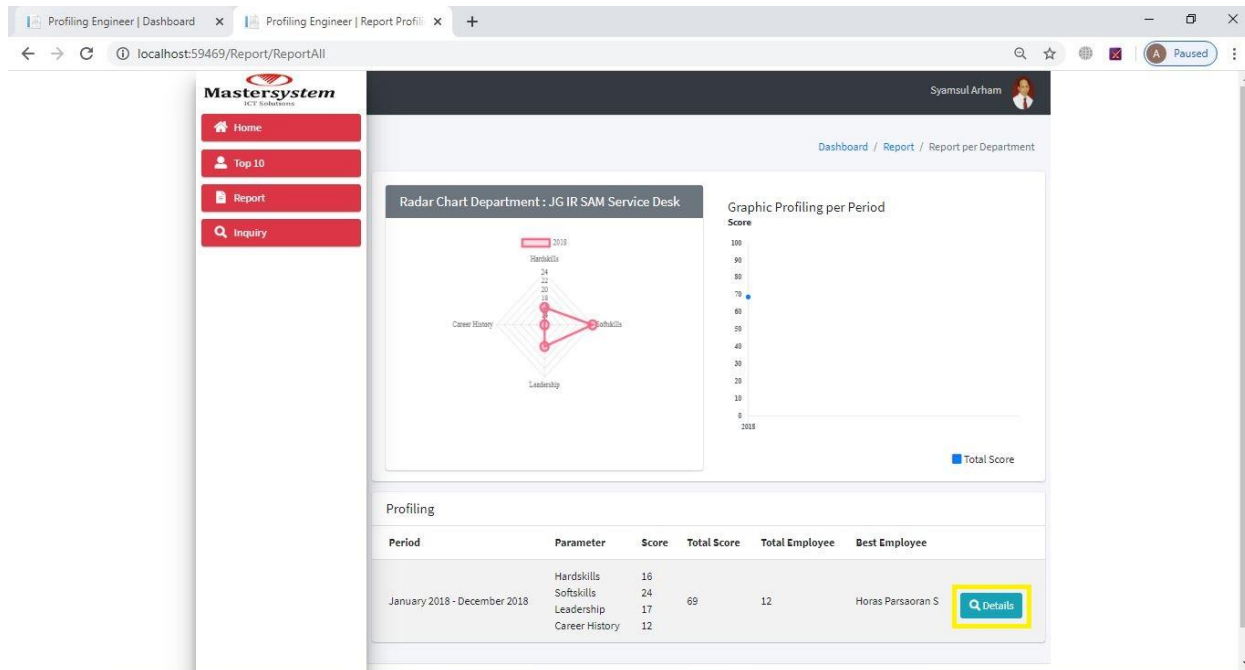 Profiling Engineer | Dashboard
Profiling Engineer | Report Profili
localhost:59469/Report/ReportAll
A Paused
Mastersystem
ICT Solutions
Syamsul Arham
Home
Top 10
Report
Inquiry
Dashboard / Report / Report per Department
Radar Chart Department : JG IR SAM Service Desk
2018
Hardskills
24
22
20
18
Career History
Softskills
Leadership
Graphic Profiling per Period
Score
100
90
80
70
60
50
40
30
20
10
0
2018
Total Score
Profiling
Period Parameter Score Total Score Total Employee Best Employee
January 2018 - December 2018
Hardskills 16
Softskills 24
Leadership 17
Career History 12
69 12 Horas Parsaoran S Details